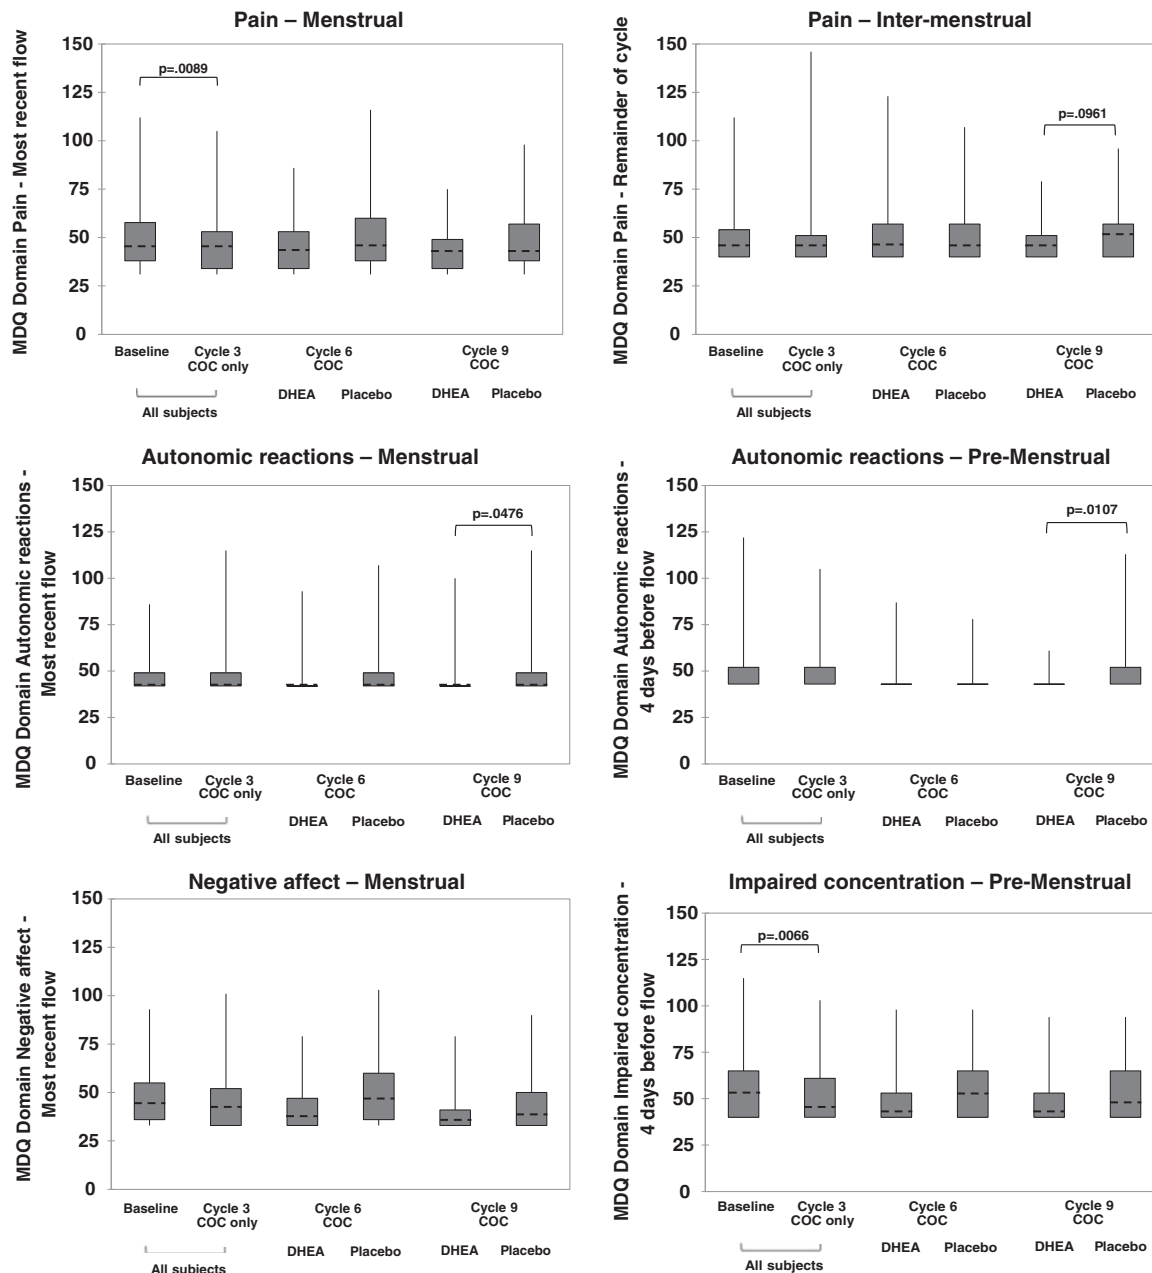 Pain – Menstrual
MDQ Domain Pain - Most recent flow
150
125
100
75
50
25
0
p=.0089
Baseline
Cycle 3
COC only
Cycle 6
COC
Cycle 9
COC
DHEA
Placebo
DHEA
Placebo
All subjects
Pain – Inter-menstrual
MDQ Domain Pain - Remainder of cycle
150
125
100
75
50
25
0
p=.0961
Baseline
Cycle 3
COC only
Cycle 6
COC
Cycle 9
COC
DHEA
Placebo
DHEA
Placebo
All subjects
Autonomic reactions – Menstrual
MDQ Domain Autonomic reactions -
Most recent flow
150
125
100
75
50
25
0
p=.0476
Baseline
Cycle 3
COC only
Cycle 6
COC
Cycle 9
COC
DHEA
Placebo
DHEA
Placebo
All subjects
Autonomic reactions – Pre-Menstrual
MDQ Domain Autonomic reactions -
4 days before flow
150
125
100
75
50
25
0
p=.0107
Baseline
Cycle 3
COC only
Cycle 6
COC
Cycle 9
COC
DHEA
Placebo
DHEA
Placebo
All subjects
Negative affect – Menstrual
MDQ Domain Negative affect -
Most recent flow
150
125
100
75
50
25
0
Baseline
Cycle 3
COC only
Cycle 6
COC
Cycle 9
COC
DHEA
Placebo
DHEA
Placebo
All subjects
Impaired concentration – Pre-Menstrual
MDQ Domain Impaired concentration -
4 days before flow
150
125
100
75
50
25
0
p=.0066
Baseline
Cycle 3
COC only
Cycle 6
COC
Cycle 9
COC
DHEA
Placebo
DHEA
Placebo
All subjects